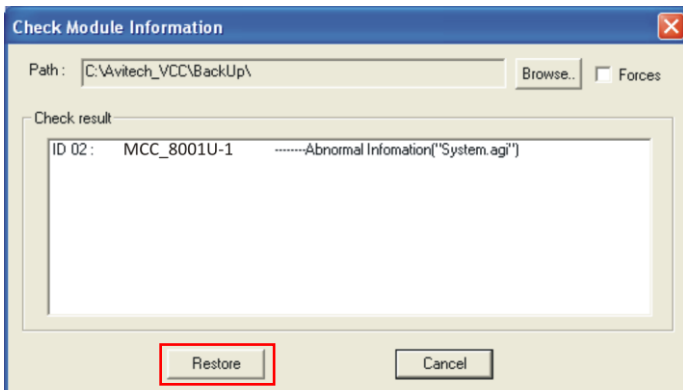 Check Module Information
Path : C:\Avitech_VCC\BackUp\ Browse.. Forces
Check result
ID 02 : MCC_8001U-1 --------Abnormal Infomation("System.agi")
Restore Cancel